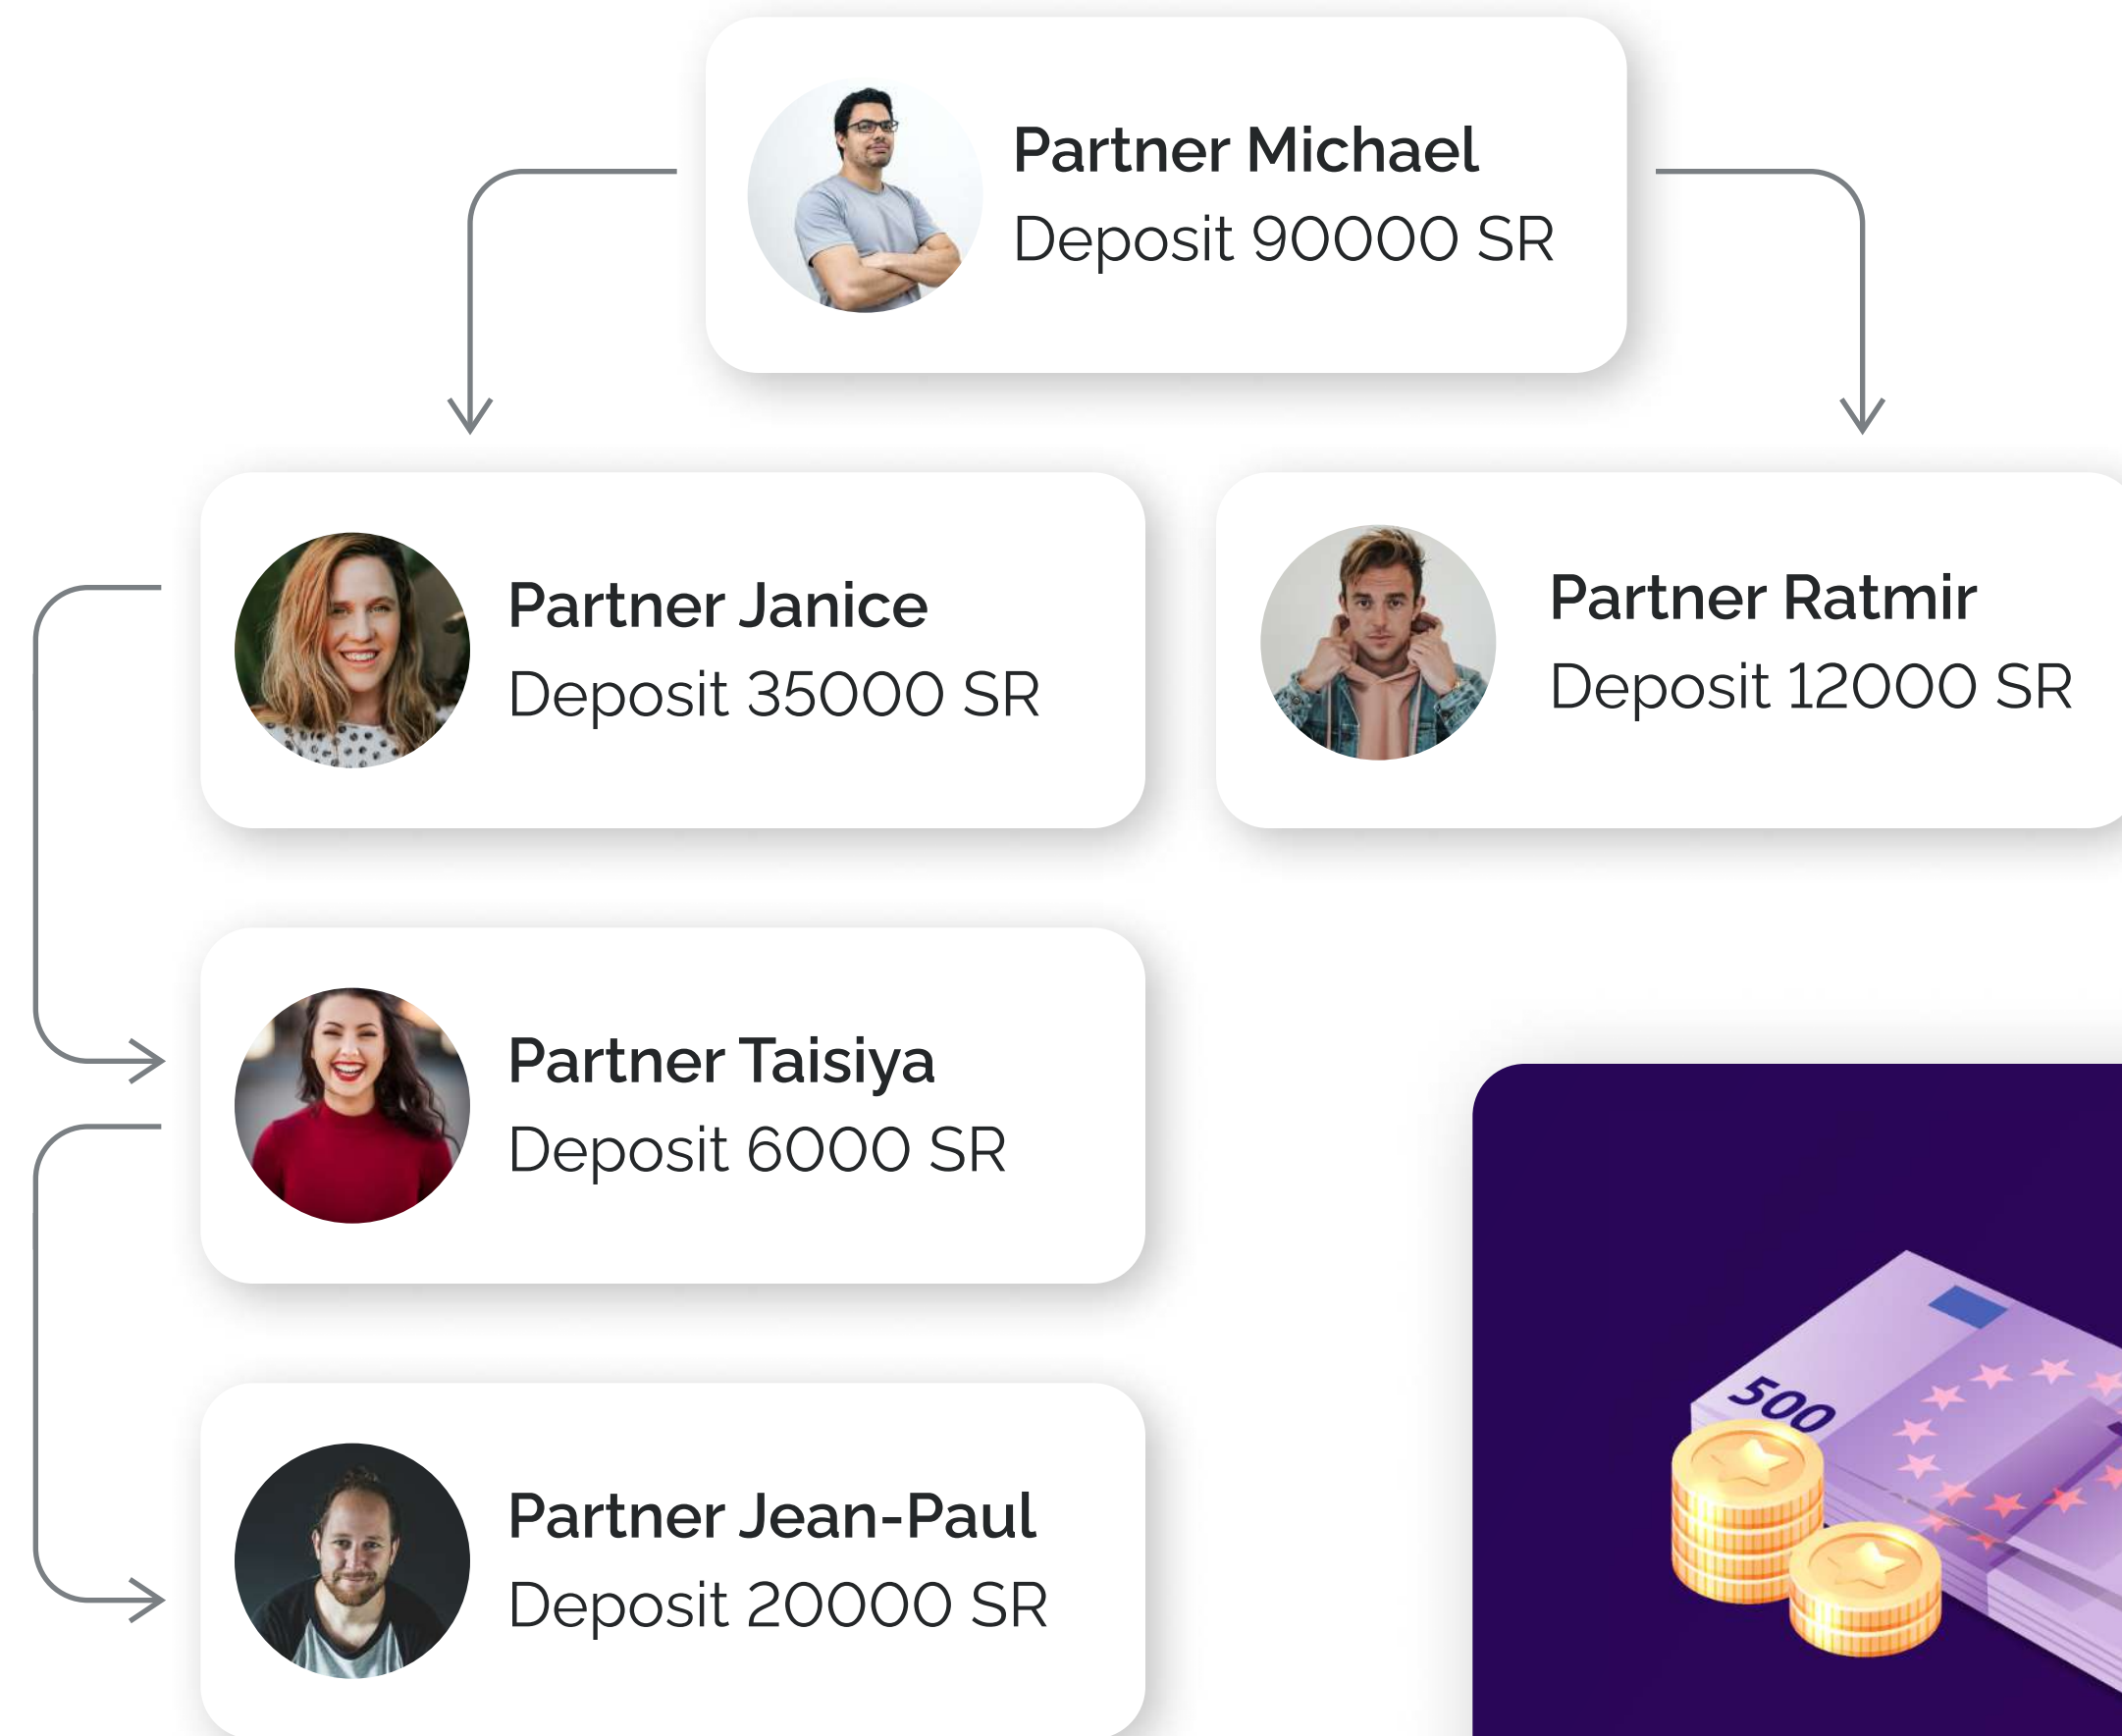 Partner Michael
Deposit 90000 SR
Partner Janice
Deposit 35000 SR
Partner Ratmir
Deposit 12000 SR
Partner Taisiya
Deposit 6000 SR
Partner Jean-Paul
Deposit 20000 SR
500